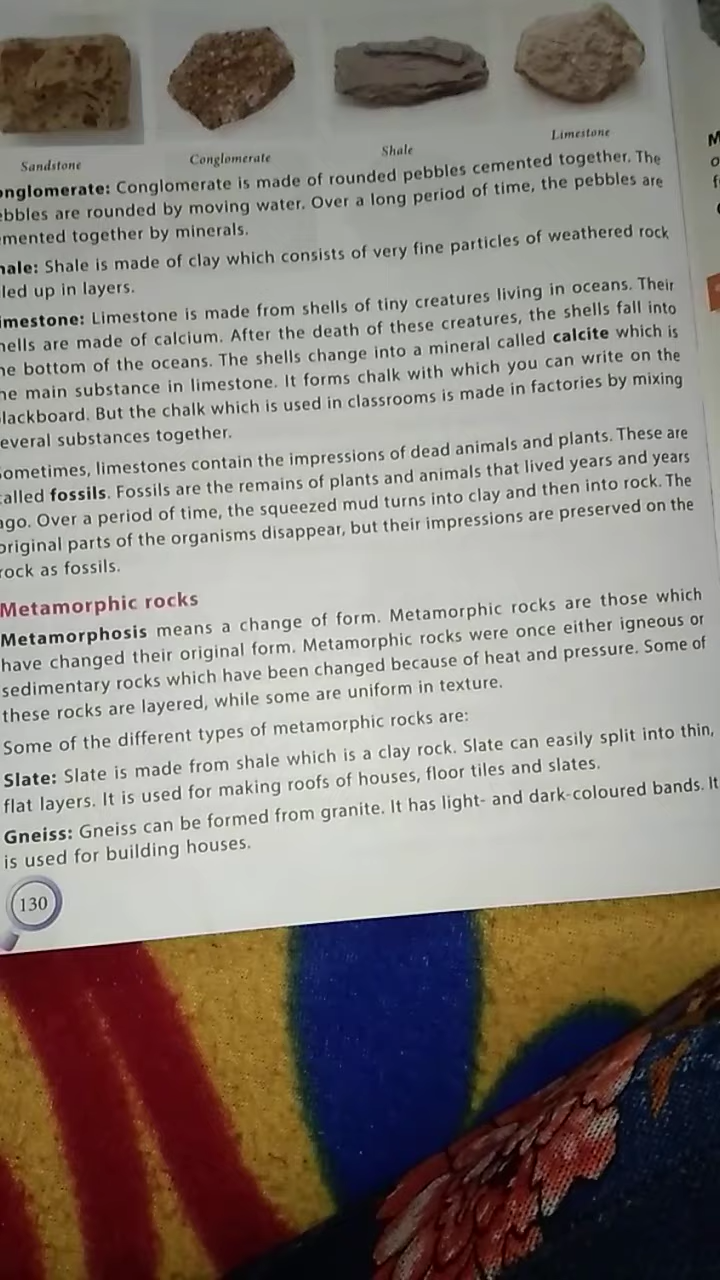 Sandstone
Conglomerate
Shale
Limestone
onglomerate: Conglomerate is made of rounded pebbles cemented together. The
ebbles are rounded by moving water. Over a long period of time, the pebbles are
mented together by minerals.
hale: Shale is made of clay which consists of very fine particles of weathered rock
led up in layers.
imestone: Limestone is made from shells of tiny creatures living in oceans. Their
hells are made of calcium. After the death of these creatures, the shells fall into
he bottom of the oceans. The shells change into a mineral called calcite which is
he main substance in limestone. It forms chalk with which you can write on the
lackboard. But the chalk which is used in classrooms is made in factories by mixing
everal substances together.
ometimes, limestones contain the impressions of dead animals and plants. These are
alled fossils. Fossils are the remains of plants and animals that lived years and years
ago. Over a period of time, the squeezed mud turns into clay and then into rock. The
original parts of the organisms disappear, but their impressions are preserved on the
rock as fossils.
Metamorphic rocks
Metamorphosis means a change of form. Metamorphic rocks are those which
have changed their original form. Metamorphic rocks were once either igneous or
sedimentary rocks which have been changed because of heat and pressure. Some of
these rocks are layered, while some are uniform in texture.
Some of the different types of metamorphic rocks are:
Slate: Slate is made from shale which is a clay rock. Slate can easily split into thin,
flat layers. It is used for making roofs of houses, floor tiles and slates.
Gneiss: Gneiss can be formed from granite. It has light- and dark-coloured bands. It
is used for building houses.
130